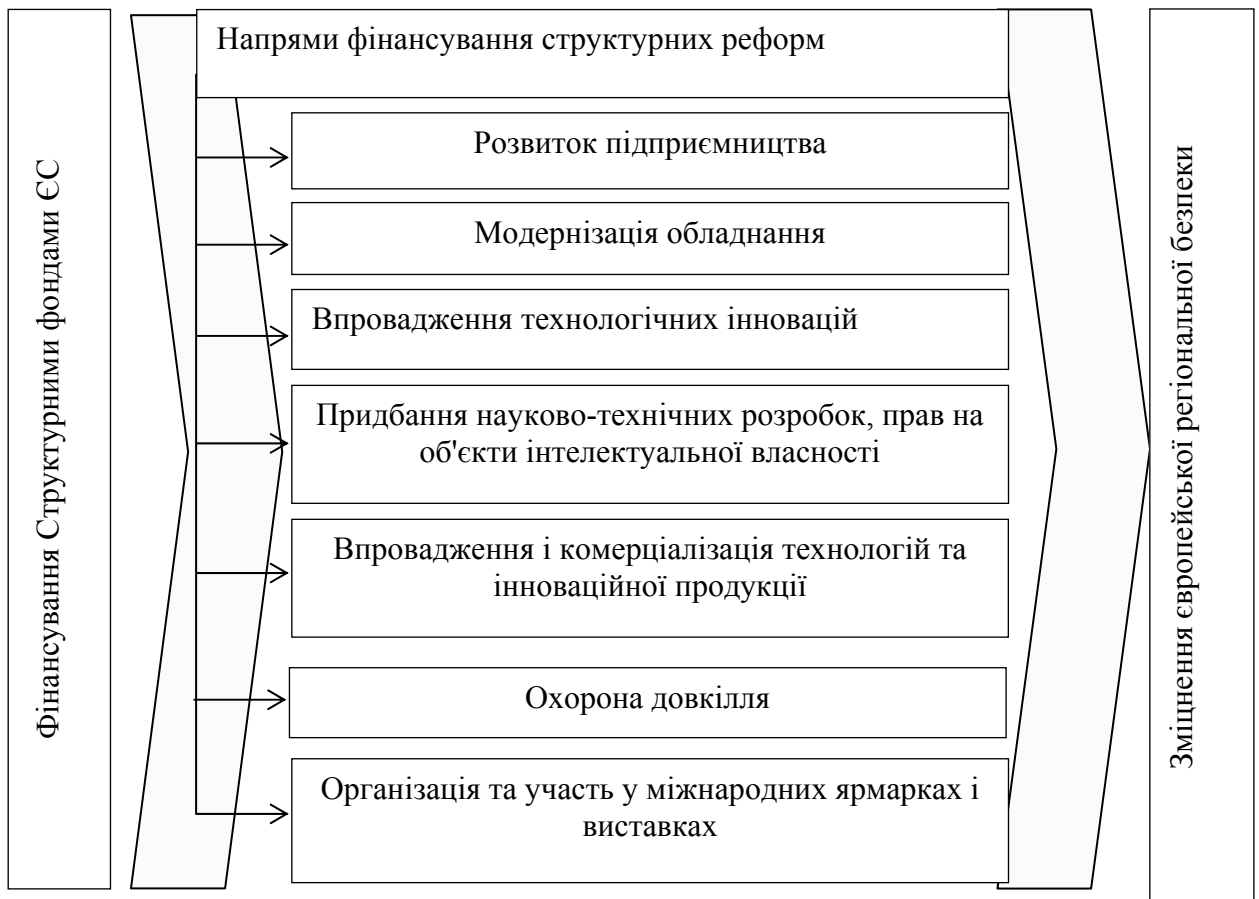 Фінансування Структурними фондами ЄС
Напрями фінансування структурних реформ
Розвиток підприємництва
Модернізація обладнання
Впровадження технологічних інновацій
Придбання науково-технічних розробок, прав на
об'єкти інтелектуальної власності
Впровадження і комерціалізація технологій та
інноваційної продукції
Охорона довкілля
Організація та участь у міжнародних ярмарках і
виставках
Зміцнення європейської регіональної безпеки